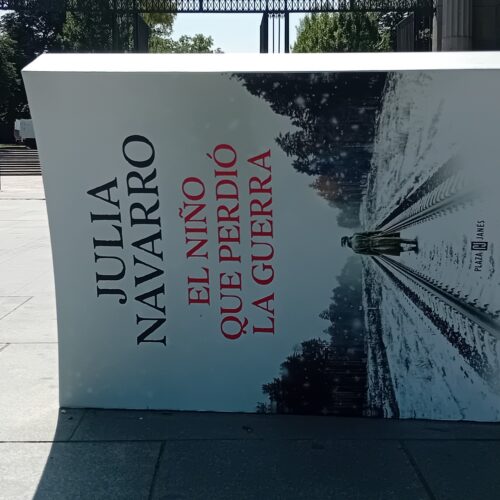 JULIA
NAVARRO
EL NIÑO
QUE PERDIÓ
LA GUERRA
PLAZA JANÉS